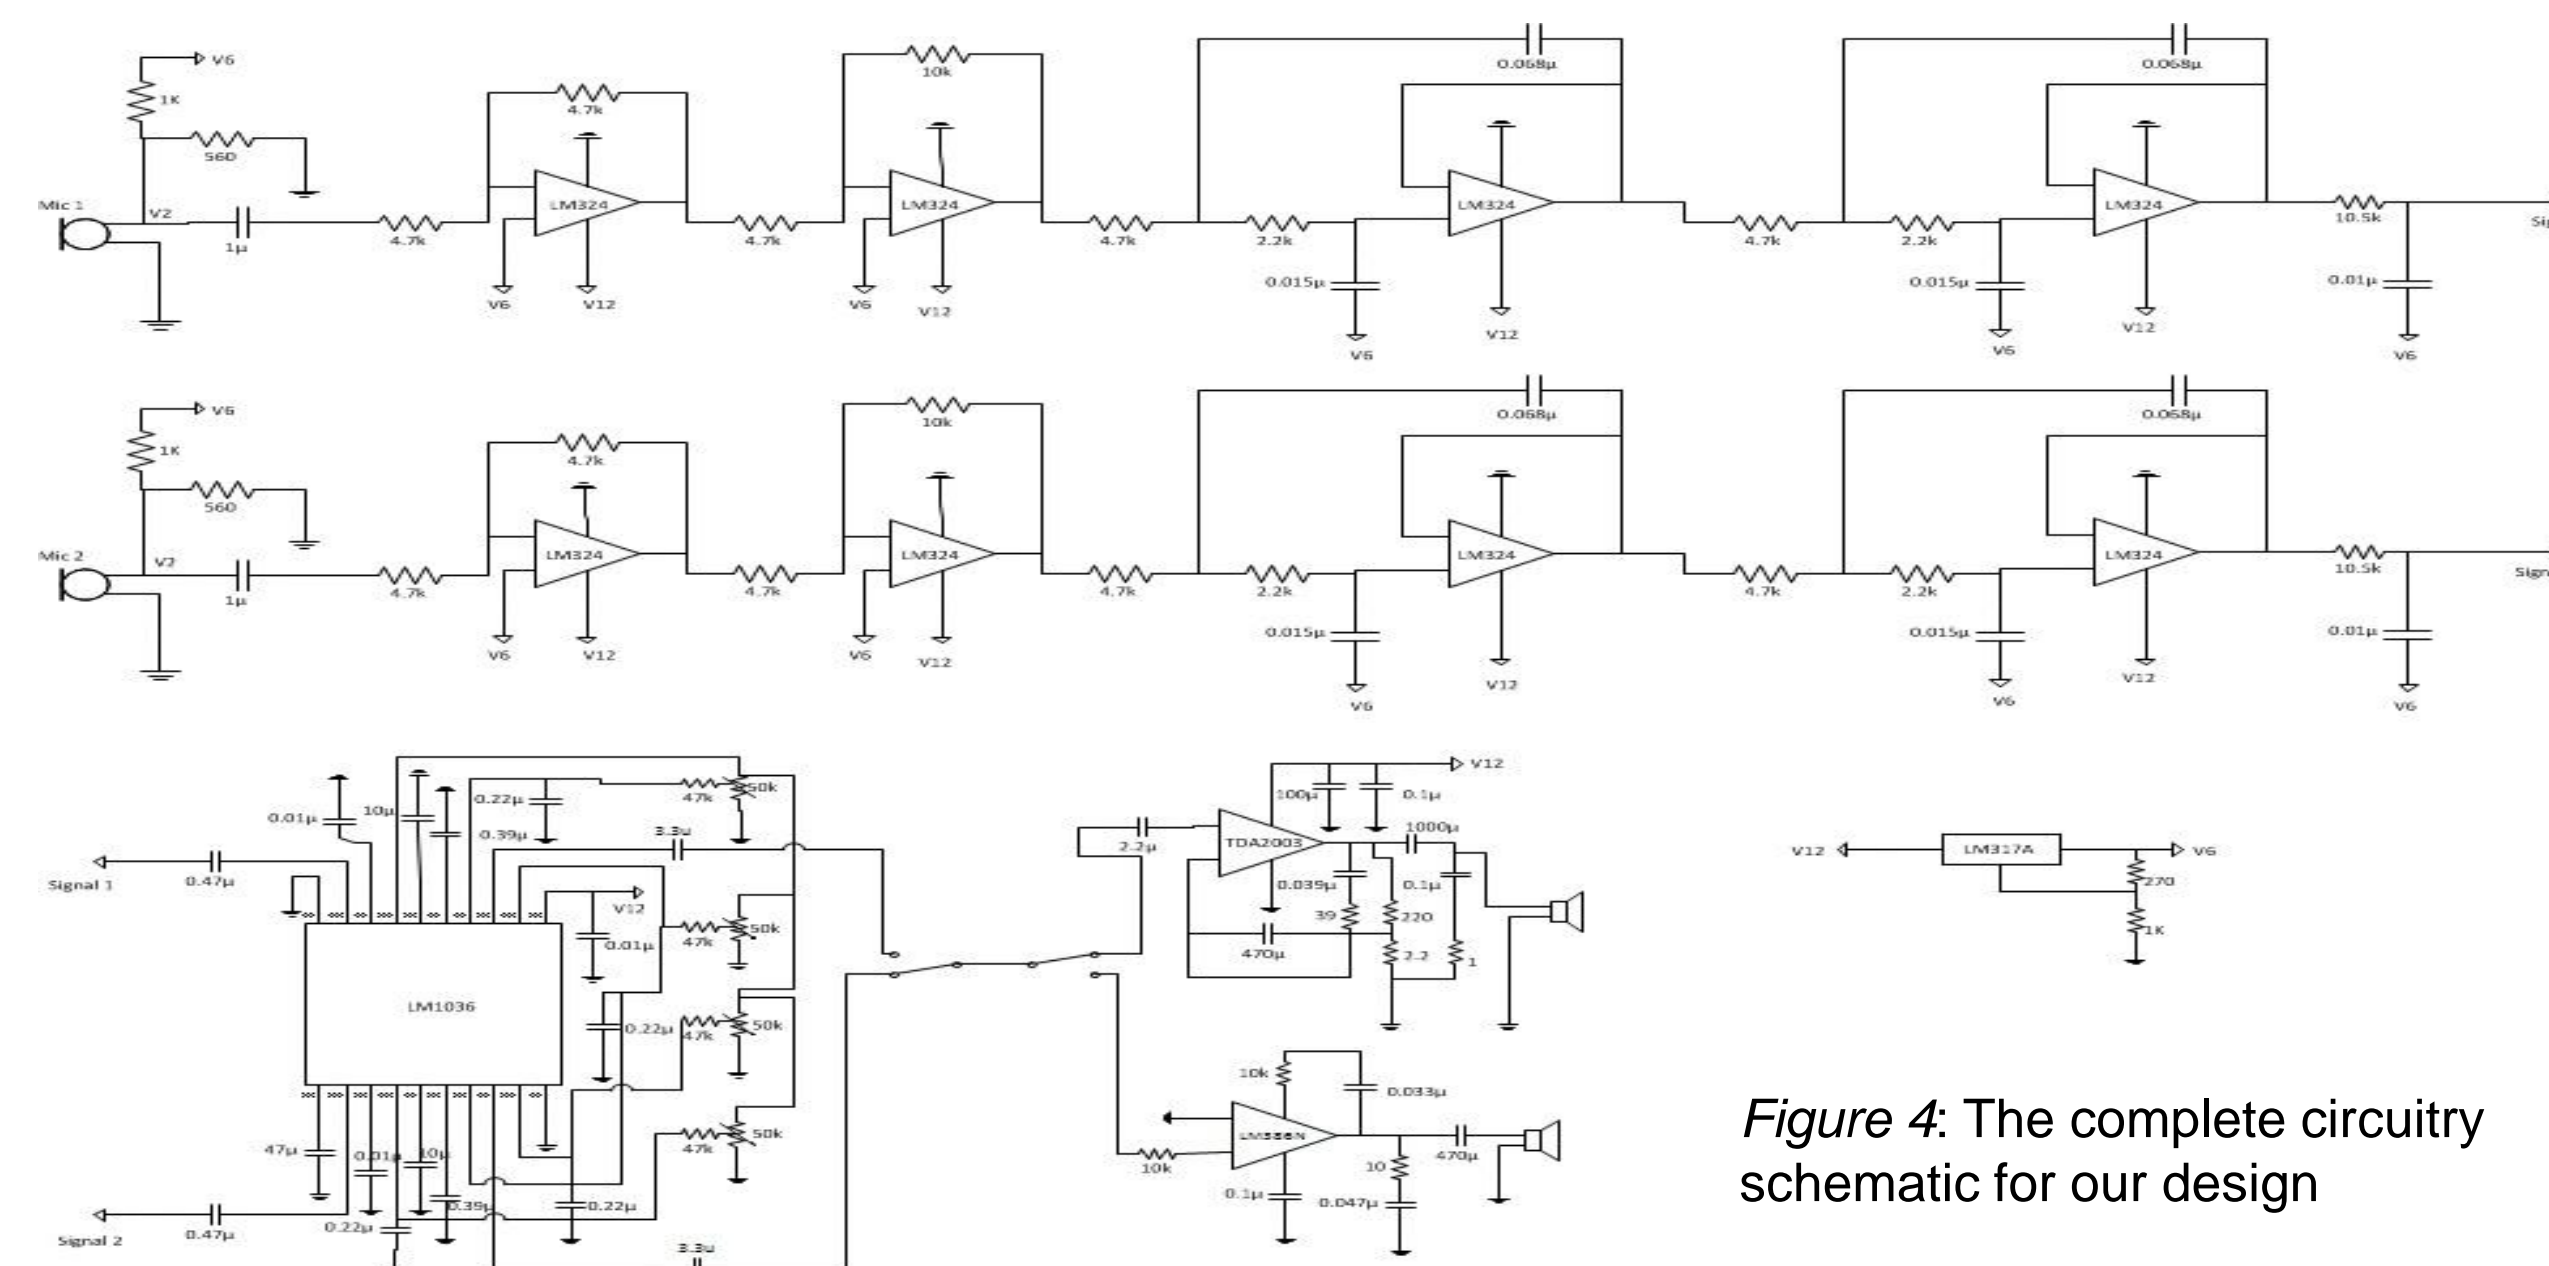 V6
1K
560
Mic 1
V2
1µ
4.7k
4.7k
LM324
V6
V12
4.7k
10k
LM324
V6
V12
4.7k
2.2k
0.015µ
V6
0.068µ
LM324
V12
4.7k
2.2k
0.015µ
V6
0.068µ
LM324
V12
10.5k
0.01µ
V6
V6
1K
560
Mic 2
V2
1µ
4.7k
4.7k
LM324
V6
V12
4.7k
10k
LM324
V6
V12
4.7k
2.2k
0.015µ
V6
0.068µ
LM324
V12
4.7k
2.2k
0.015µ
V6
0.068µ
LM324
V12
10.5k
0.01µ
V6
Signal 1
0.47µ
0.01µ
10µ
0.39µ
0.22µ
47k
50k
3.3u
V12
0.01µ
47k
50k
0.22µ
47k
50k
47k
50k
LM1036
47µ
0.01µ
10µ
0.39µ
0.22µ
Signal 2
0.47µ
0.22µ
3.3u
2.2µ
TDA2003
100µ
0.1µ
V12
1000µ
0.039µ
0.1µ
39
220
470µ
2.2
1
10k
0.033µ
LM386N
10k
0.1µ
10
470µ
0.047µ
V12
LM317A
V6
270
1K
Figure 4: The complete circuitry
schematic for our design